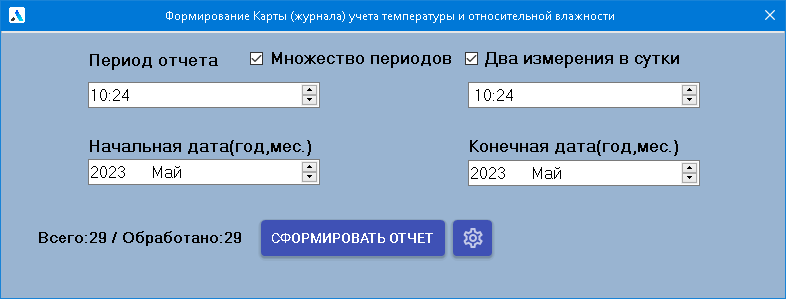 Формирование Карты (журнала) учета температуры и относительной влажности
Период отчета Множество периодов Два измерения в сутки
10:24 10:24
Начальная дата(год,мес.) Конечная дата(год,мес.)
2023 Май 2023 Май
Всего:29 / Обработано:29 СФОРМИРОВАТЬ ОТЧЕТ